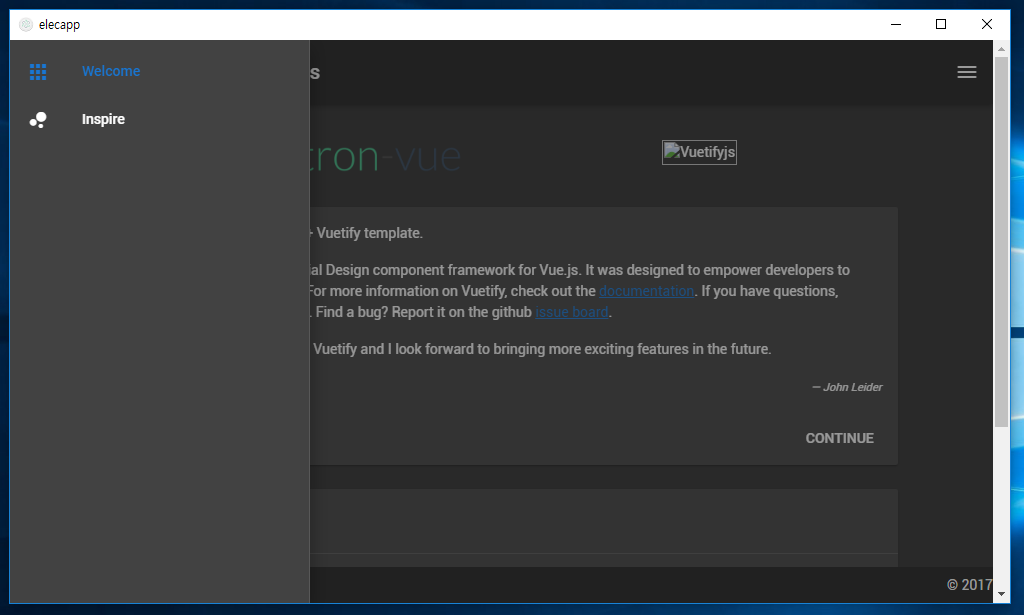 elecapp
Welcome
Inspire
s
tron-vue
Vuetifyjs
+ Vuetify template.
ial Design component framework for Vue.js. It was designed to empower developers to
For more information on Vuetify, check out the documentation. If you have questions,
. Find a bug? Report it on the github issue board.
Vuetify and I look forward to bringing more exciting features in the future.
— John Leider
CONTINUE
© 2017